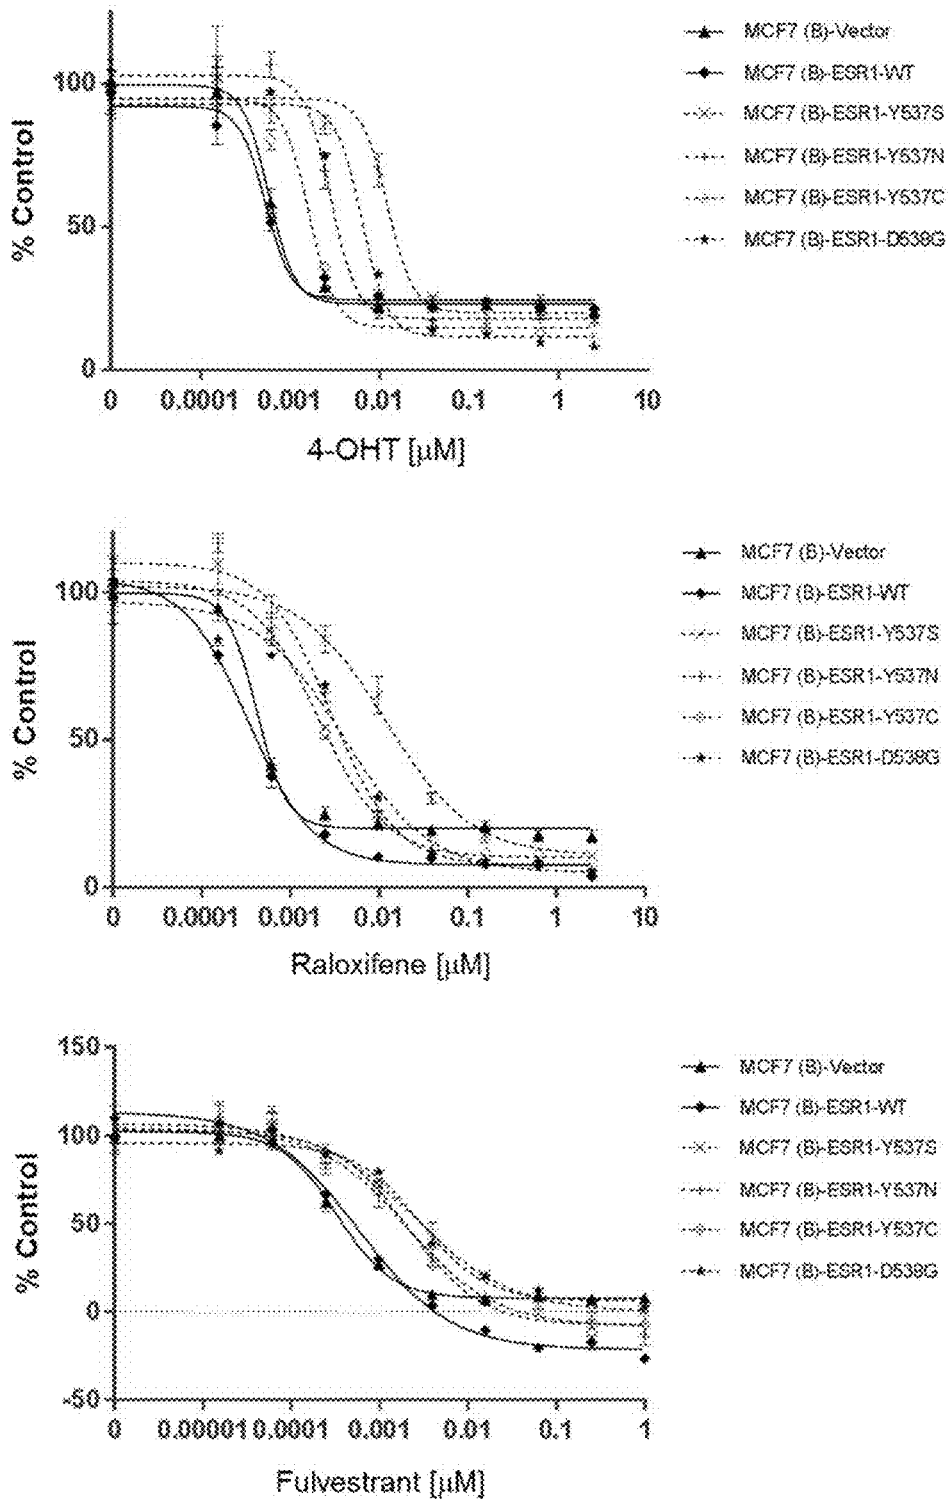 % Control
100
50
0
0
0.0001
0.001
0.01
0.1
1
10
4-OHT [μM]
MCF7 (B)-Vector
MCF7 (B)-ESR1-WT
MCF7 (B)-ESR1-Y537S
MCF7 (B)-ESR1-Y537N
MCF7 (B)-ESR1-Y537C
MCF7 (B)-ESR1-D538G
% Control
100
50
0
0
0.0001
0.001
0.01
0.1
1
10
Raloxifene [μM]
MCF7 (B)-Vector
MCF7 (B)-ESR1-WT
MCF7 (B)-ESR1-Y537S
MCF7 (B)-ESR1-Y537N
MCF7 (B)-ESR1-Y537C
MCF7 (B)-ESR1-D538G
% Control
150
100
50
0
-50
0
0.00001
0.0001
0.001
0.01
0.1
1
Fulvestrant [μM]
MCF7 (B)-Vector
MCF7 (B)-ESR1-WT
MCF7 (B)-ESR1-Y537S
MCF7 (B)-ESR1-Y537N
MCF7 (B)-ESR1-Y537C
MCF7 (B)-ESR1-D538G